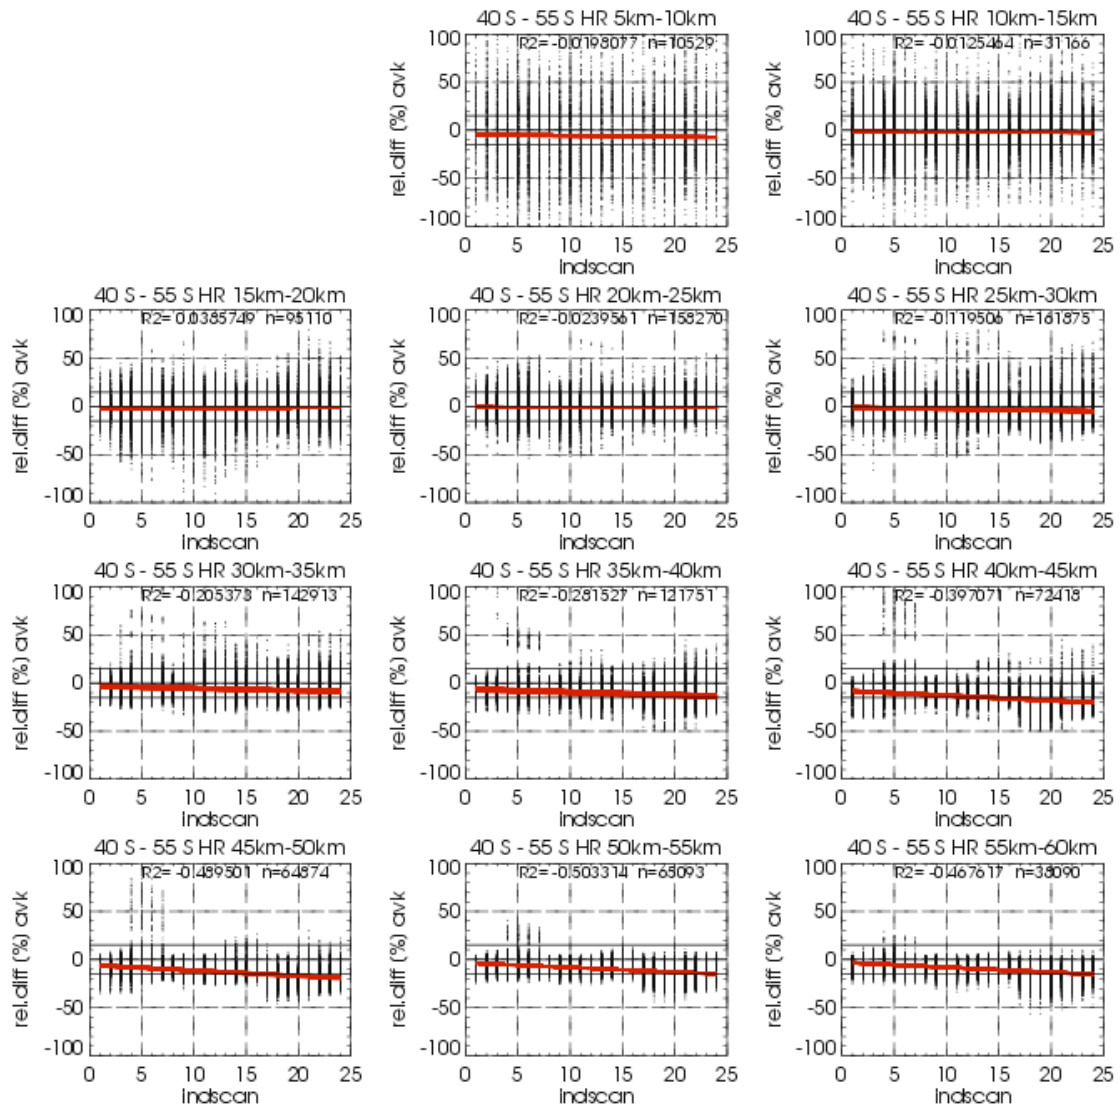 40 S - 55 S HR 5km-10km
R2= -0.0198077 n=10529
rel.diff (%) avk
100
50
0
-50
-100
0 5 10 15 20 25
indscan
40 S - 55 S HR 10km-15km
R2= -0.0125464 n=31166
rel.diff (%) avk
100
50
0
-50
-100
0 5 10 15 20 25
indscan
40 S - 55 S HR 15km-20km
R2= 0.0385749 n=95110
rel.diff (%) avk
100
50
0
-50
-100
0 5 10 15 20 25
indscan
40 S - 55 S HR 20km-25km
R2= -0.0239561 n=158270
rel.diff (%) avk
100
50
0
-50
-100
0 5 10 15 20 25
indscan
40 S - 55 S HR 25km-30km
R2= -0.119506 n=161875
rel.diff (%) avk
100
50
0
-50
-100
0 5 10 15 20 25
indscan
40 S - 55 S HR 30km-35km
R2= -0.205373 n=142913
rel.diff (%) avk
100
50
0
-50
-100
0 5 10 15 20 25
indscan
40 S - 55 S HR 35km-40km
R2= -0.281527 n=121751
rel.diff (%) avk
100
50
0
-50
-100
0 5 10 15 20 25
indscan
40 S - 55 S HR 40km-45km
R2= -0.397071 n=72418
rel.diff (%) avk
100
50
0
-50
-100
0 5 10 15 20 25
indscan
40 S - 55 S HR 45km-50km
R2= -0.489501 n=64874
rel.diff (%) avk
100
50
0
-50
-100
0 5 10 15 20 25
indscan
40 S - 55 S HR 50km-55km
R2= -0.503314 n=65093
rel.diff (%) avk
100
50
0
-50
-100
0 5 10 15 20 25
indscan
40 S - 55 S HR 55km-60km
R2= -0.467617 n=38090
rel.diff (%) avk
100
50
0
-50
-100
0 5 10 15 20 25
indscan